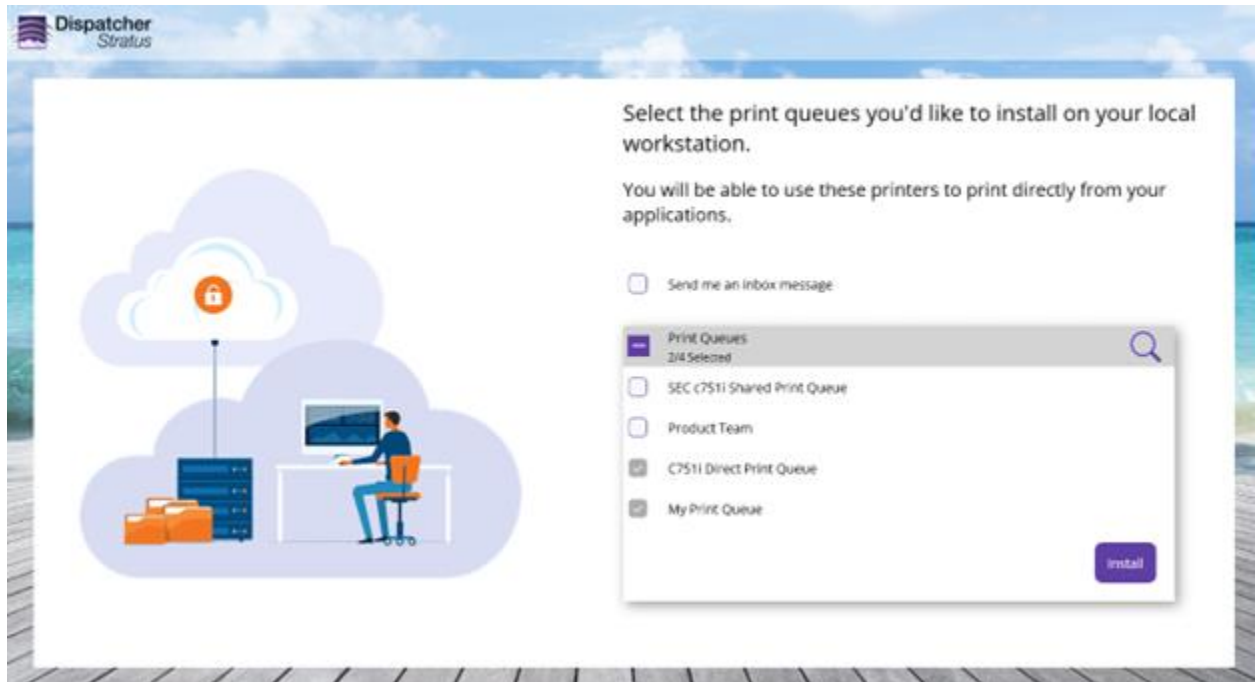 Dispatcher
Stratus
Select the print queues you'd like to install on your local
workstation.
You will be able to use these printers to print directly from your
applications.
Send me an inbox message
Print Queues
2/4 Selected
SEC c751i Shared Print Queue
Product Team
C751i Direct Print Queue
My Print Queue
Install